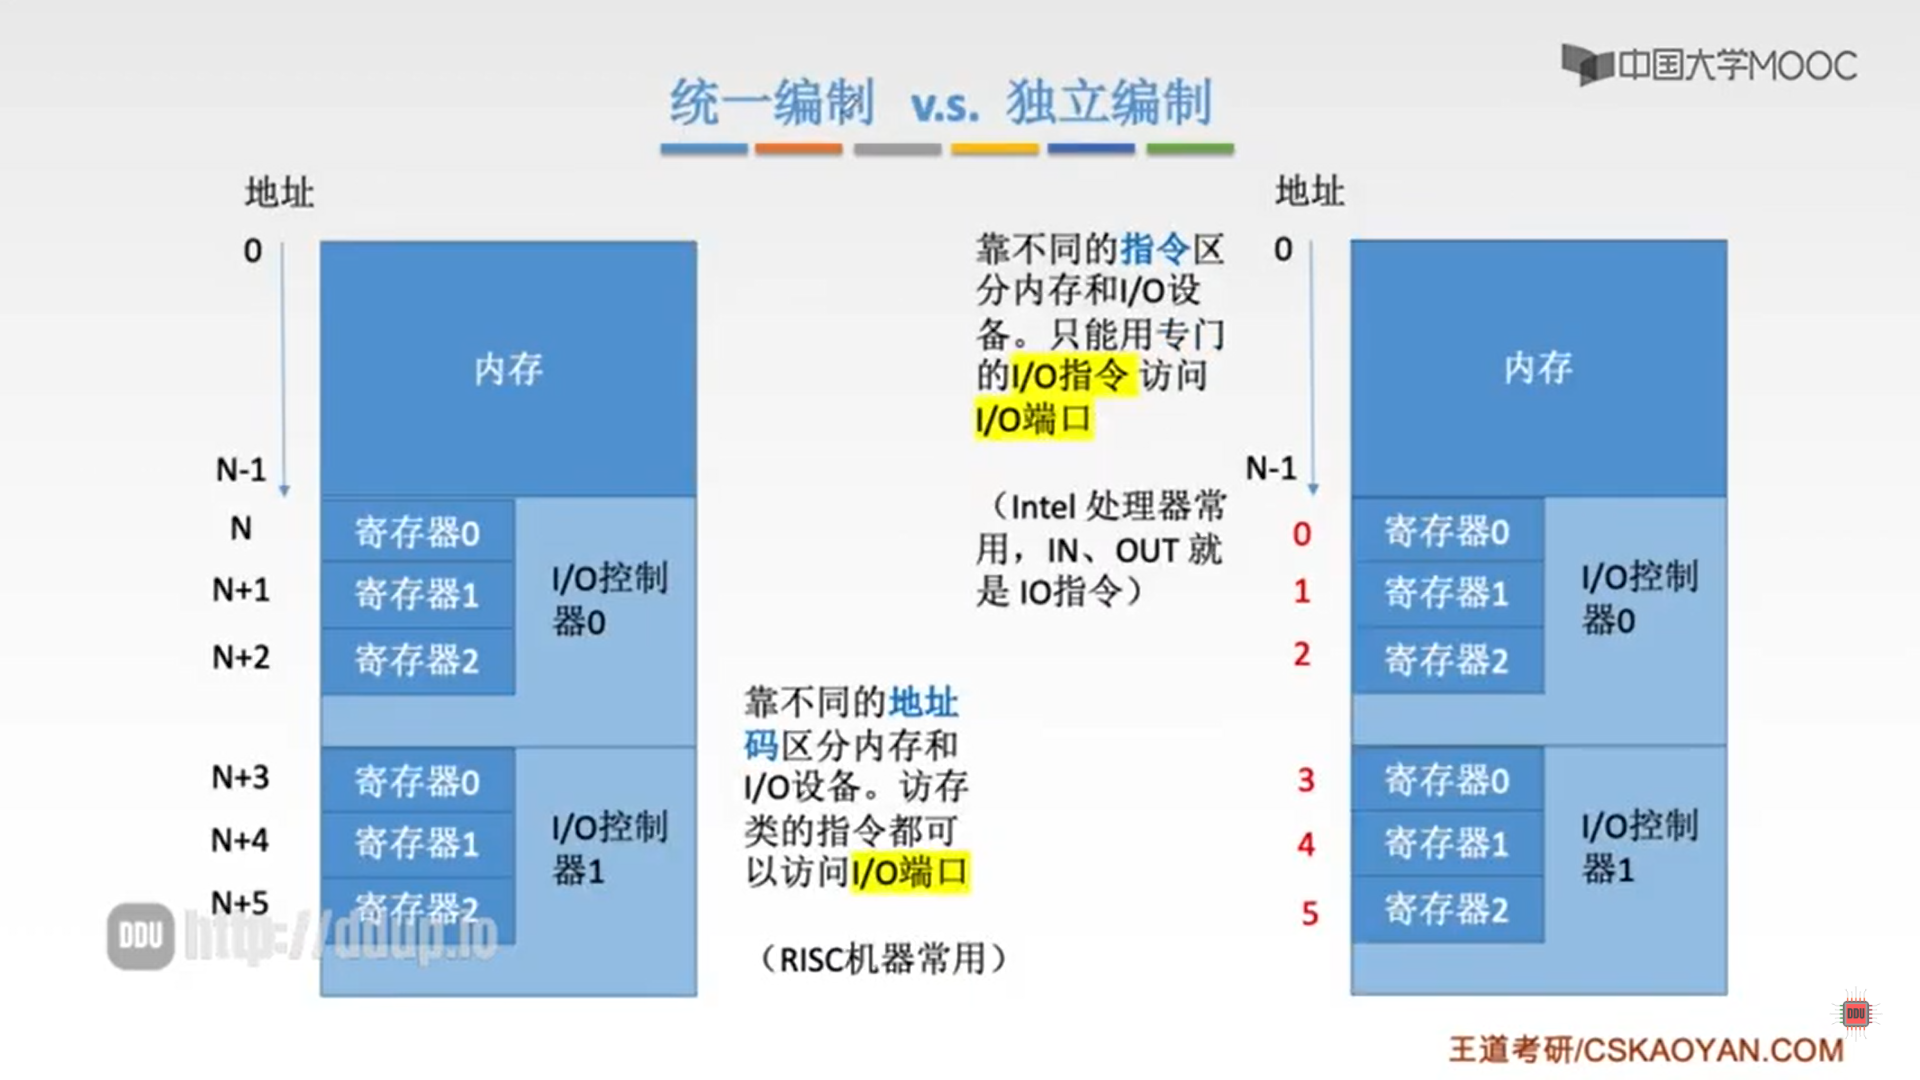 中国大学MOOC
统一编制 v.s. 独立编制
地址
0
N-1
N
N+1
N+2
N+3
N+4
N+5
内存
寄存器0
寄存器1
寄存器2
I/O控制
器0
寄存器0
寄存器1
寄存器2
I/O控制
器1
靠不同的地址
码区分内存和
I/O设备。访存
类的指令都可
以访问I/O端口
（RISC机器常用）
靠不同的指令区
分内存和I/O设
备。只能用专门
的I/O指令 访问
I/O端口
（Intel 处理器常
用，IN、OUT 就
是 IO指令）
地址
0
N-1
0
1
2
3
4
5
内存
寄存器0
寄存器1
寄存器2
I/O控制
器0
寄存器0
寄存器1
寄存器2
I/O控制
器1
DDU http://ddup.io
DDU
王道考研/CSKAOYAN.COM